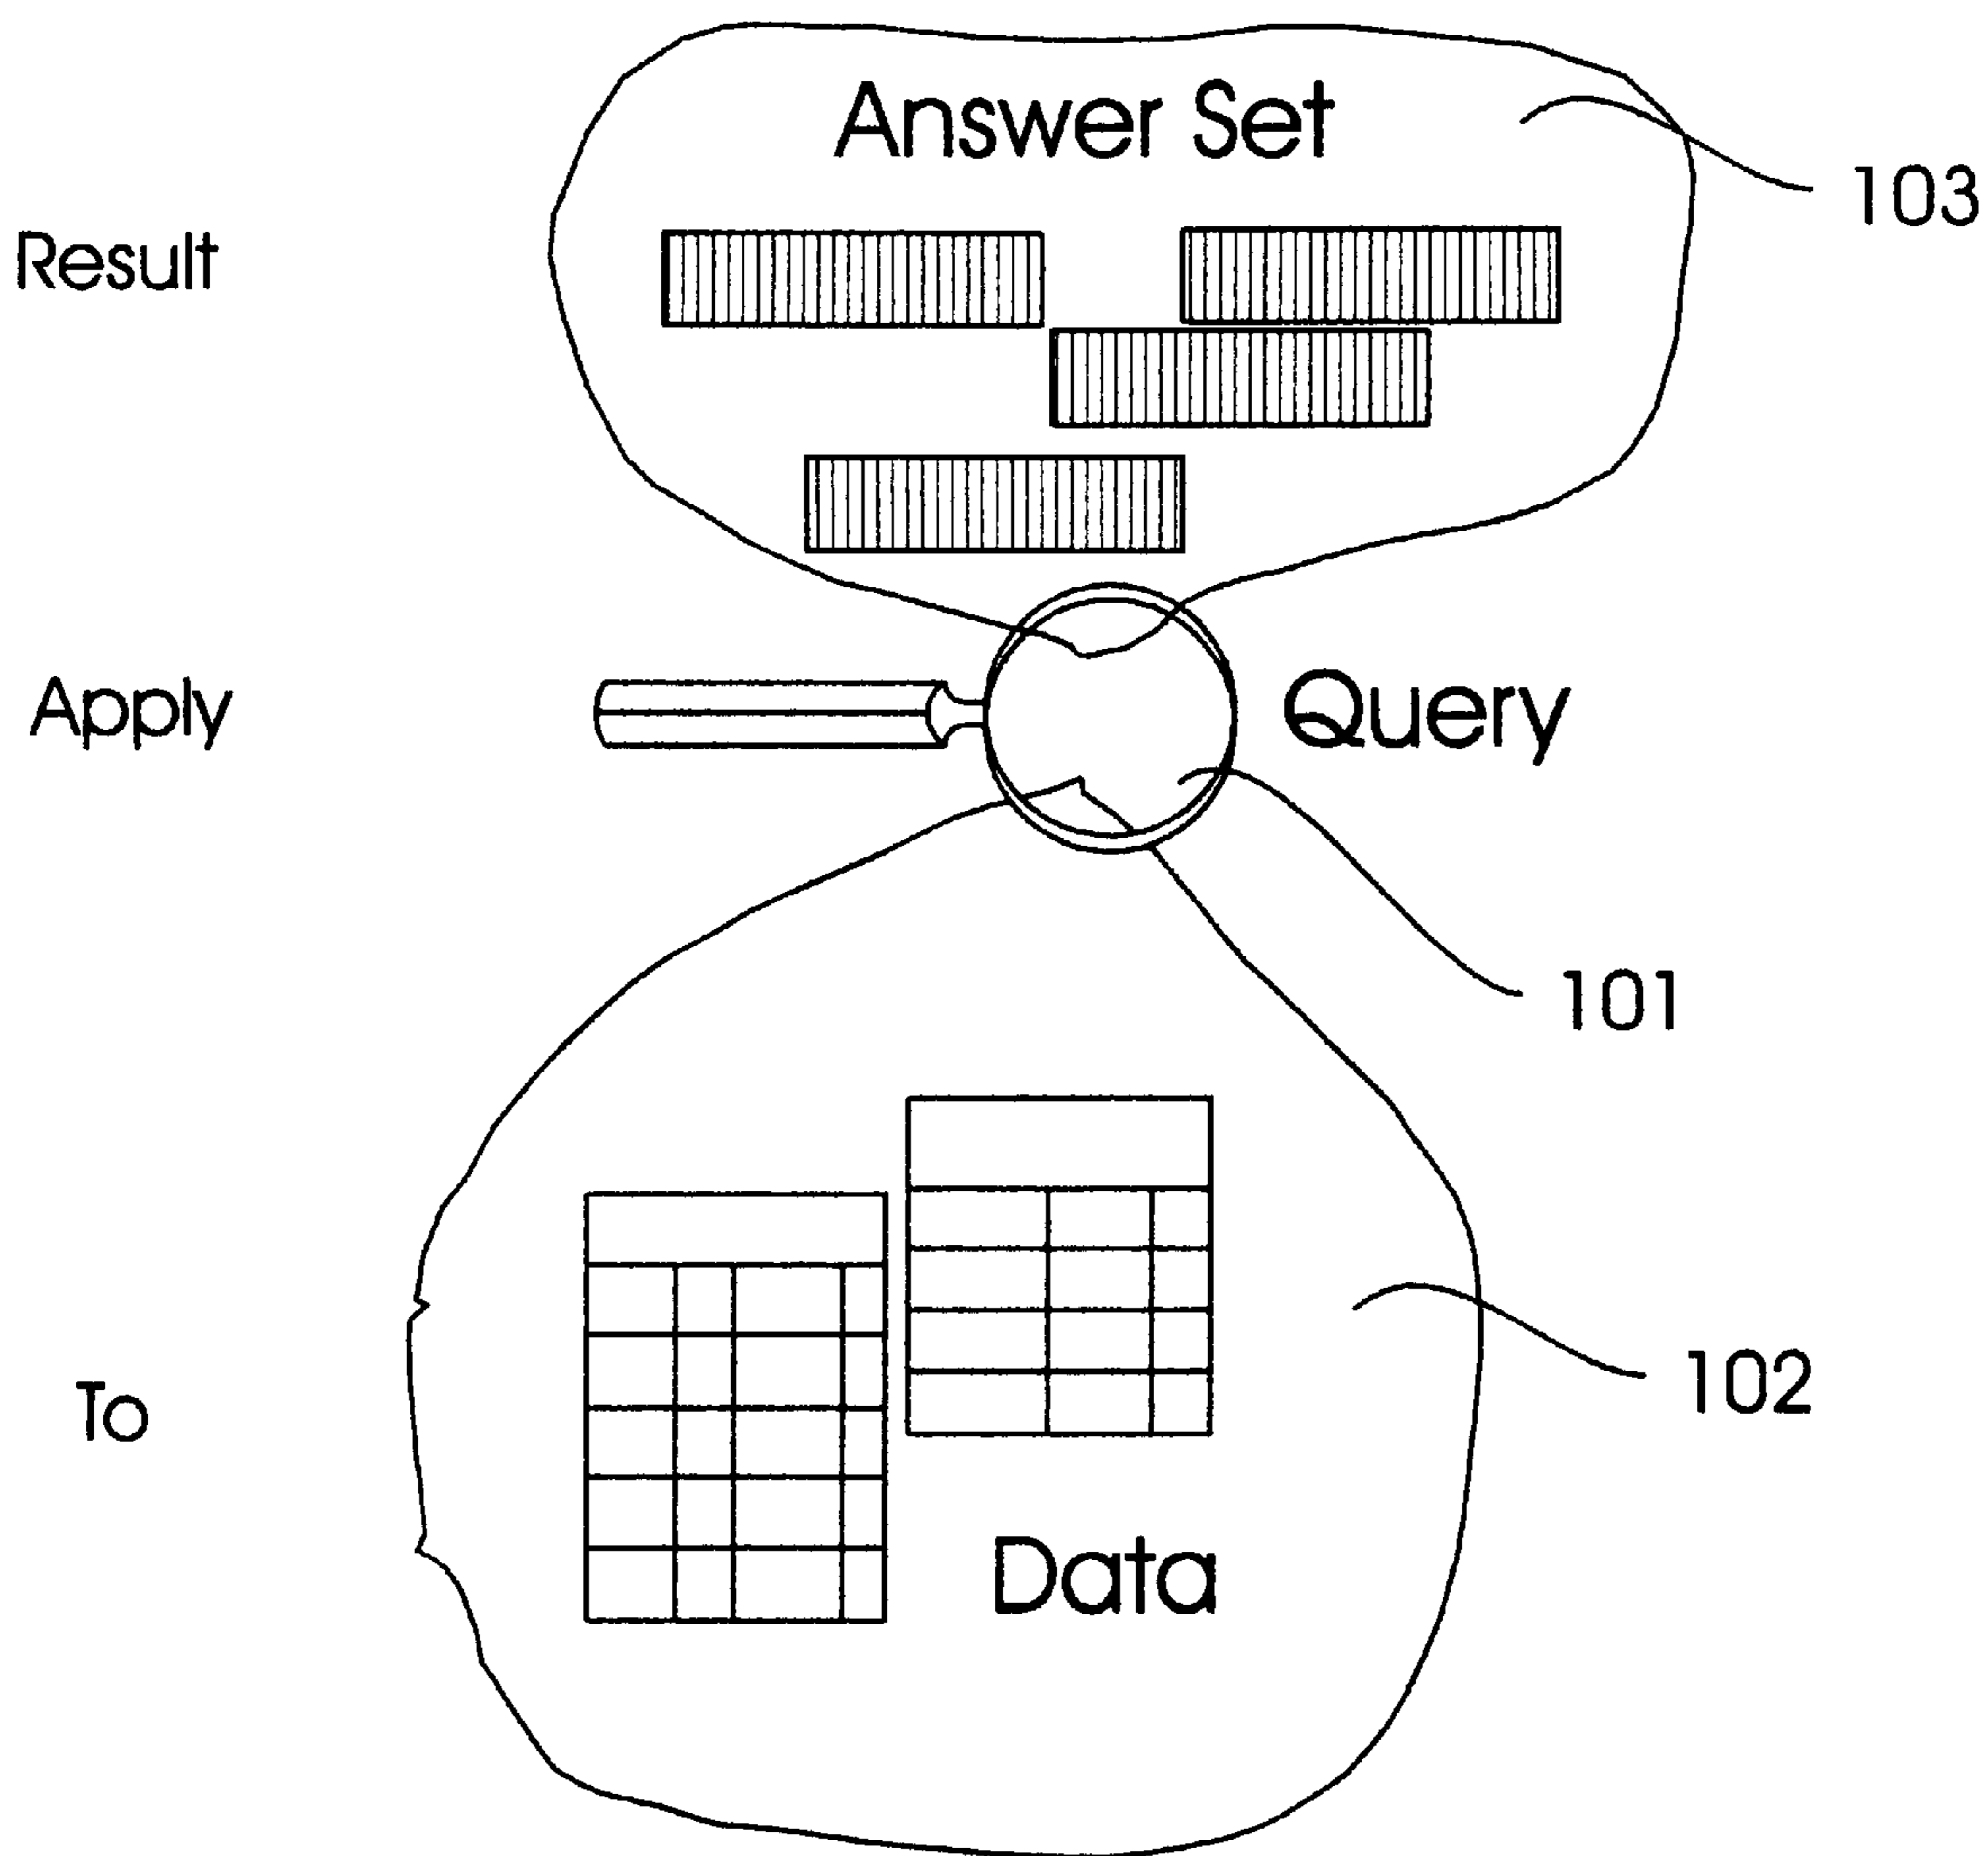 Answer Set
103
Result
Apply
Query
101
102
To
Data